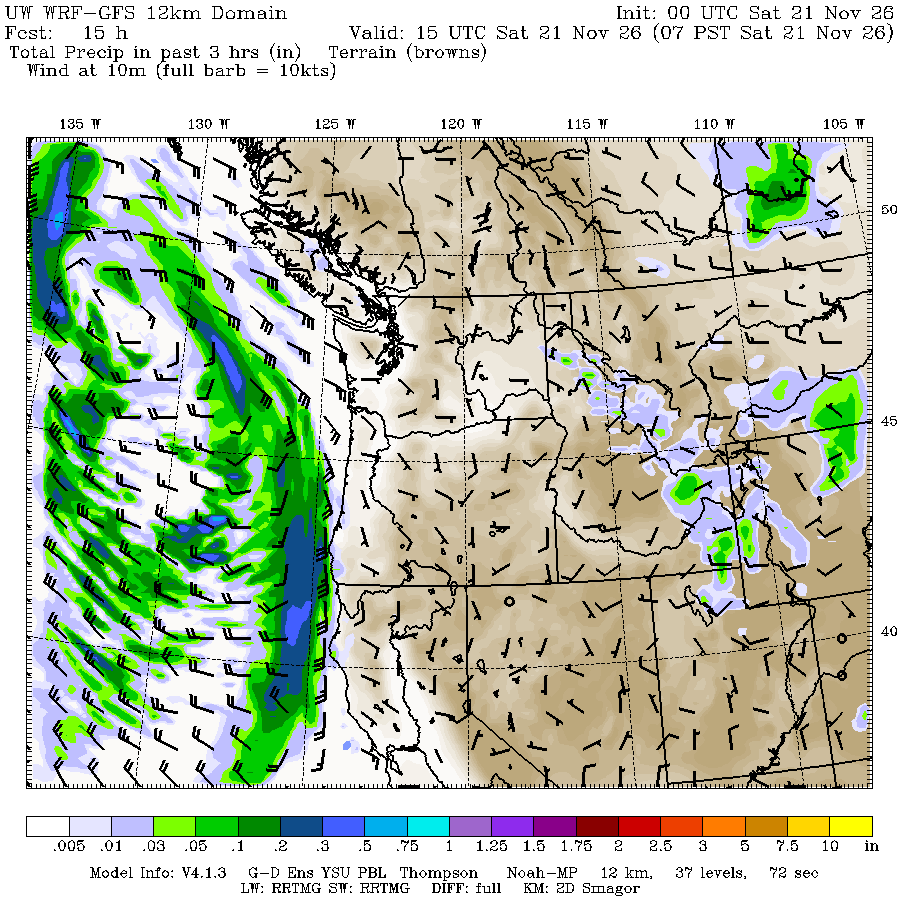 UW WRF-GFS 12km Domain Init: 00 UTC Sat 21 Nov 26
Fcst: 15 h Valid: 15 UTC Sat 21 Nov 26 (07 PST Sat 21 Nov 26)
Total Precip in past 3 hrs (in) Terrain (browns)
Wind at 10m (full barb = 10kts)
135 W 130 W 125 W 120 W 115 W 110 W 105 W
50
45
40
.005 .01 .03 .05 .1 .2 .3 .5 .75 1 1.25 1.5 1.75 2 2.5 3 5 7.5 10 in
Model Info: V4.1.3 G-D Ens YSU PBL Thompson Noah-MP 12 km, 37 levels, 72 sec
LW: RRTMG SW: RRTMG DIFF: full KM: 2D Smagor